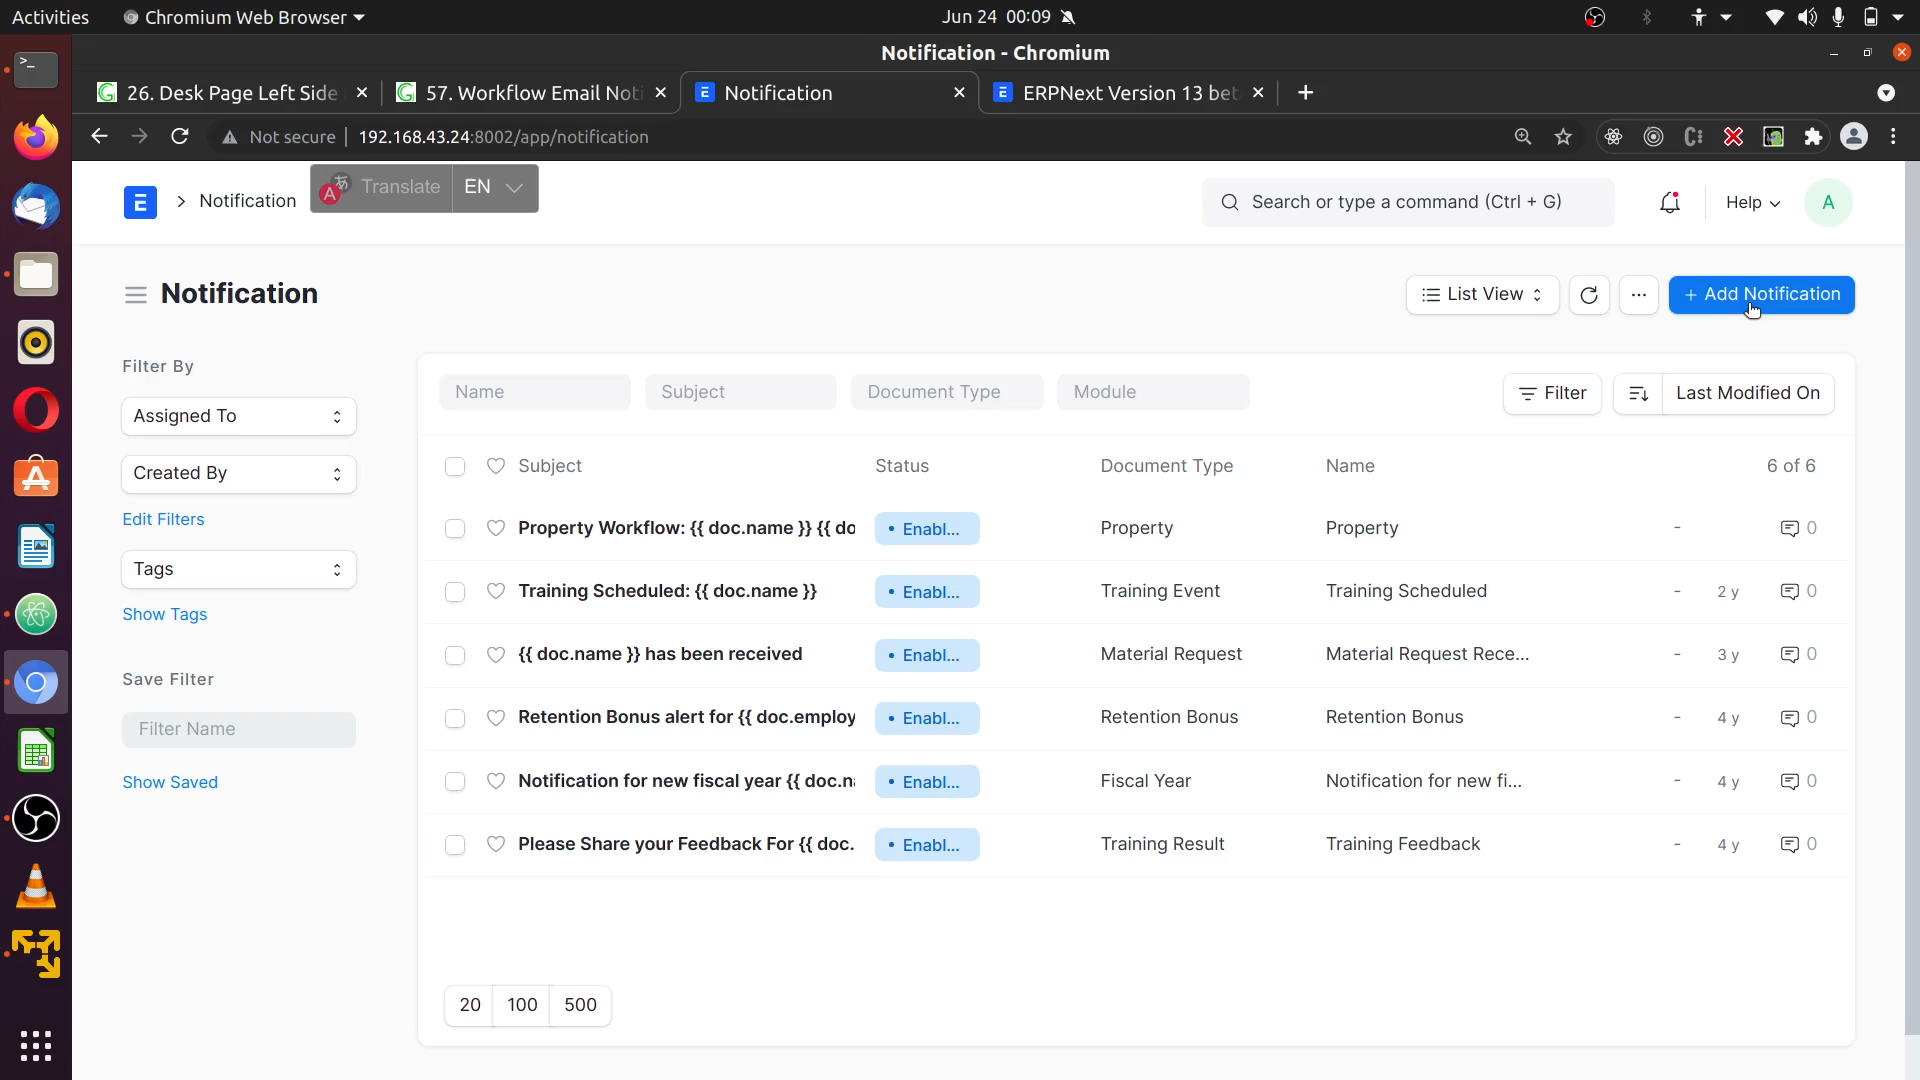 Activities
Chromium Web Browser
Jun 24 00:09
Notification - Chromium
26. Desk Page Left Side
57. Workflow Email Noti
Notification
ERPNext Version 13 bet
Not secure
192.168.43.24:8002/app/notification
E
Notification
Translate
EN
Search or type a command (Ctrl + G)
Help
A
Notification
List View
+ Add Notification
Filter By
Assigned To
Created By
Edit Filters
Tags
Show Tags
Save Filter
Filter Name
Show Saved
Name
Subject
Document Type
Module
Filter
Last Modified On
Subject
Status
Document Type
Name
6 of 6
Property Workflow: {{ doc.name }} {{ do
• Enabl...
Property
Property
-
0
Training Scheduled: {{ doc.name }}
• Enabl...
Training Event
Training Scheduled
-
2 y
0
{{ doc.name }} has been received
• Enabl...
Material Request
Material Request Rece...
-
3 y
0
Retention Bonus alert for {{ doc.employ
• Enabl...
Retention Bonus
Retention Bonus
-
4 y
0
Notification for new fiscal year {{ doc.n
• Enabl...
Fiscal Year
Notification for new fi...
-
4 y
0
Please Share your Feedback For {{ doc.
• Enabl...
Training Result
Training Feedback
-
4 y
0
20
100
500